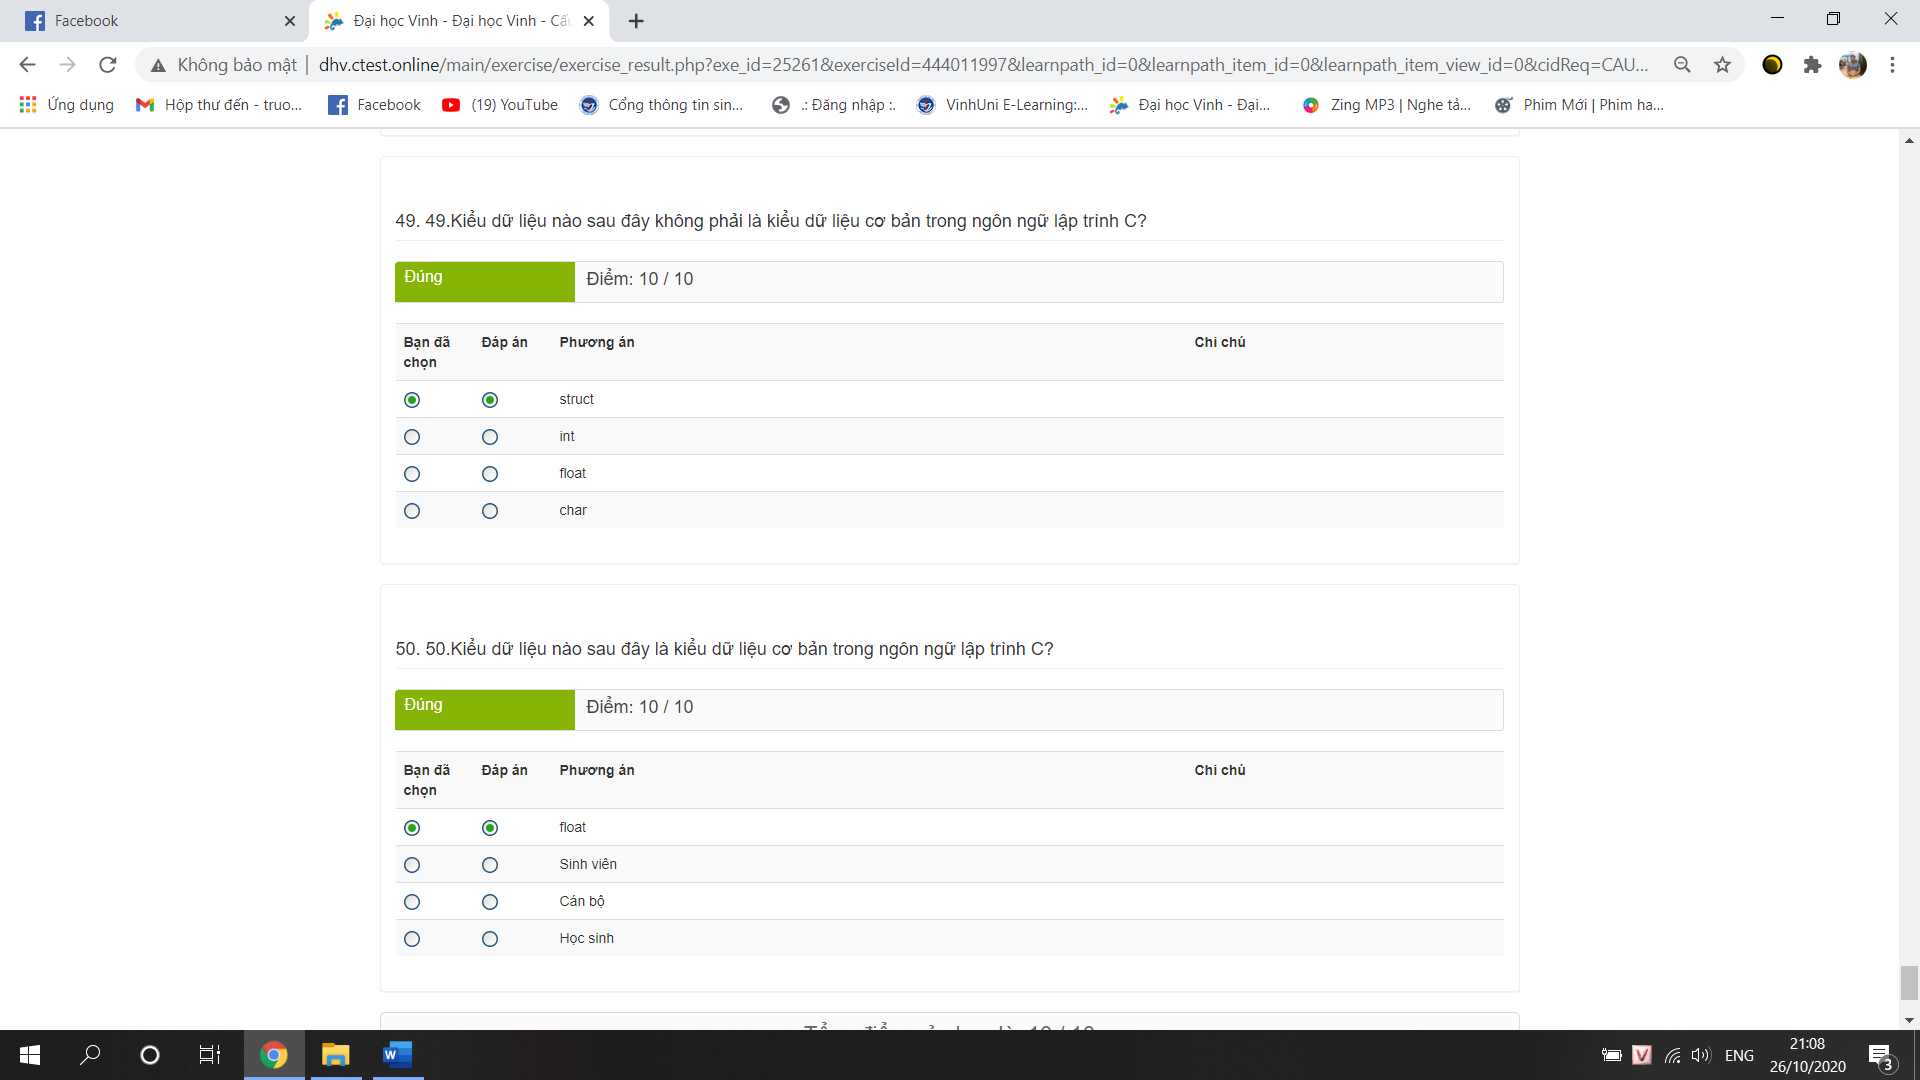 Facebook
Đại học Vinh - Đại học Vinh - Cấu
Không bảo mật
dhv.ctest.online/main/exercise/exercise_result.php?exe_id=25261&exerciseId=444011997&learnpath_id=0&learnpath_item_id=0&learnpath_item_view_id=0&cidReq=CAU...
Ứng dụng
Hộp thư đến - truo...
Facebook
(19) YouTube
Cổng thông tin sin...
.: Đăng nhập :.
VinhUni E-Learning:...
Đại học Vinh - Đại...
Zing MP3 | Nghe tả...
Phim Mới | Phim ha...
49. 49.Kiểu dữ liệu nào sau đây không phải là kiểu dữ liệu cơ bản trong ngôn ngữ lập trình C?
Đúng
Điểm: 10 / 10
Bạn đã chọn
Đáp án
Phương án
Chi chú
struct
int
float
char
50. 50.Kiểu dữ liệu nào sau đây là kiểu dữ liệu cơ bản trong ngôn ngữ lập trình C?
Đúng
Điểm: 10 / 10
Bạn đã chọn
Đáp án
Phương án
Chi chú
float
Sinh viên
Cán bộ
Học sinh
ENG
21:08
26/10/2020
3